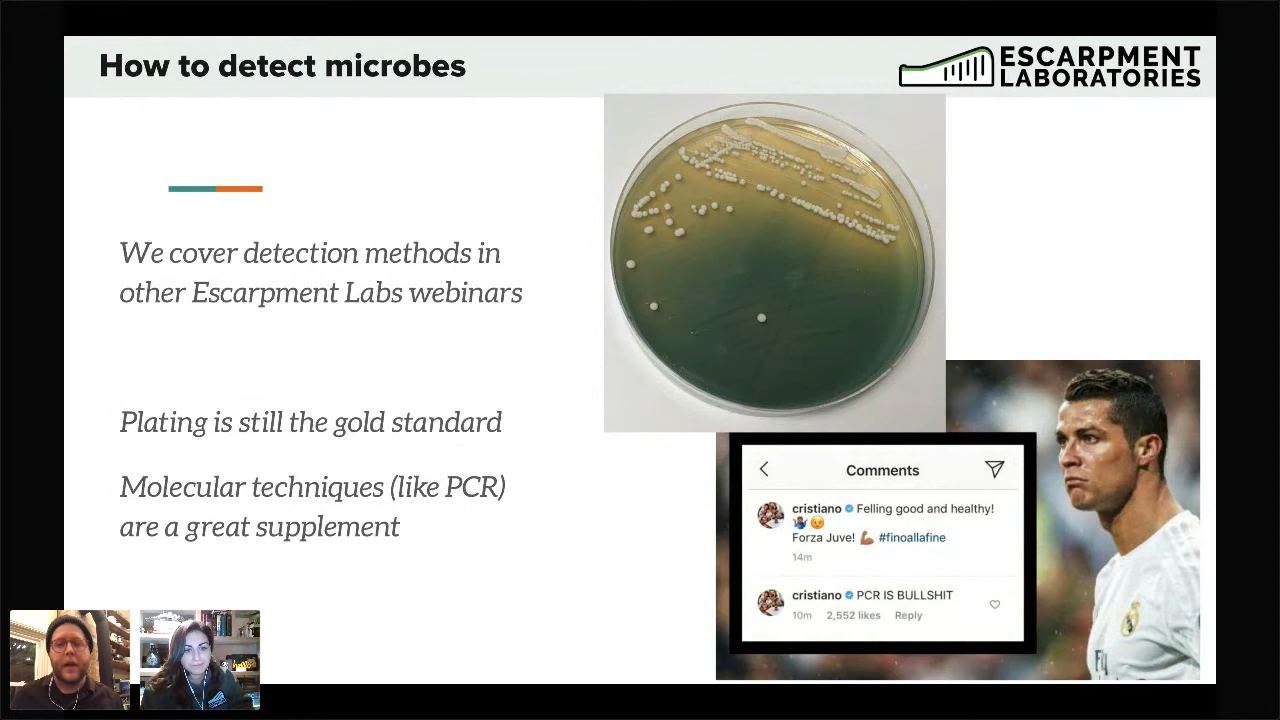 How to detect microbes
ESCARPMENT
LABORATORIES
We cover detection methods in
other Escarpment Labs webinars
Plating is still the gold standard
Molecular techniques (like PCR)
are a great supplement
Comments
cristiano Felling good and healthy!
🤷🏽‍♂️😡
Forza Juve! 💪🏽 #finoallafine
14m
cristiano PCR IS BULLSHIT
10m 2,552 likes Reply